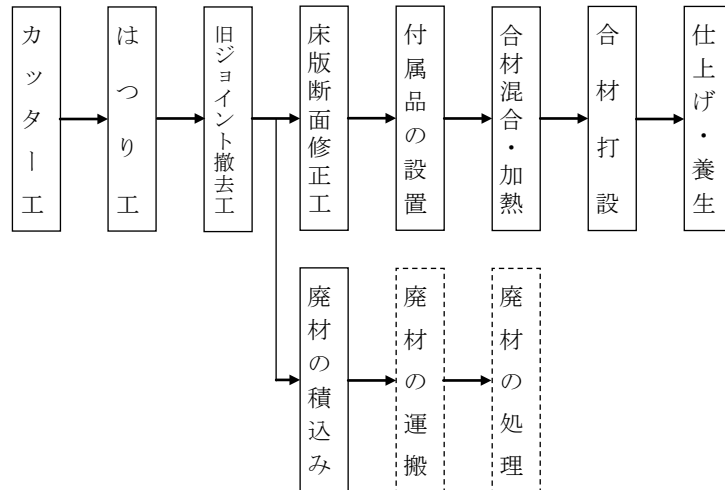 カッター工
はつり工
旧ジョイント撤去工
床版断面修正工
付属品の設置
合材混合・加熱
合材打設
仕上げ・養生
廃材の積込み
廃材の運搬
廃材の処理